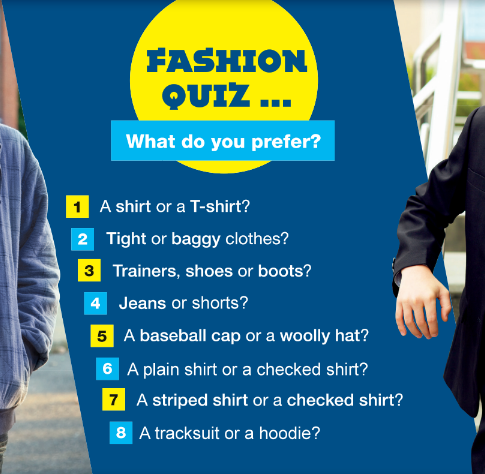 FASHION
QUIZ ...
What do you prefer?
1 A shirt or a T-shirt?
2 Tight or baggy clothes?
3 Trainers, shoes or boots?
4 Jeans or shorts?
5 A baseball cap or a woolly hat?
6 A plain shirt or a checked shirt?
7 A striped shirt or a checked shirt?
8 A tracksuit or a hoodie?